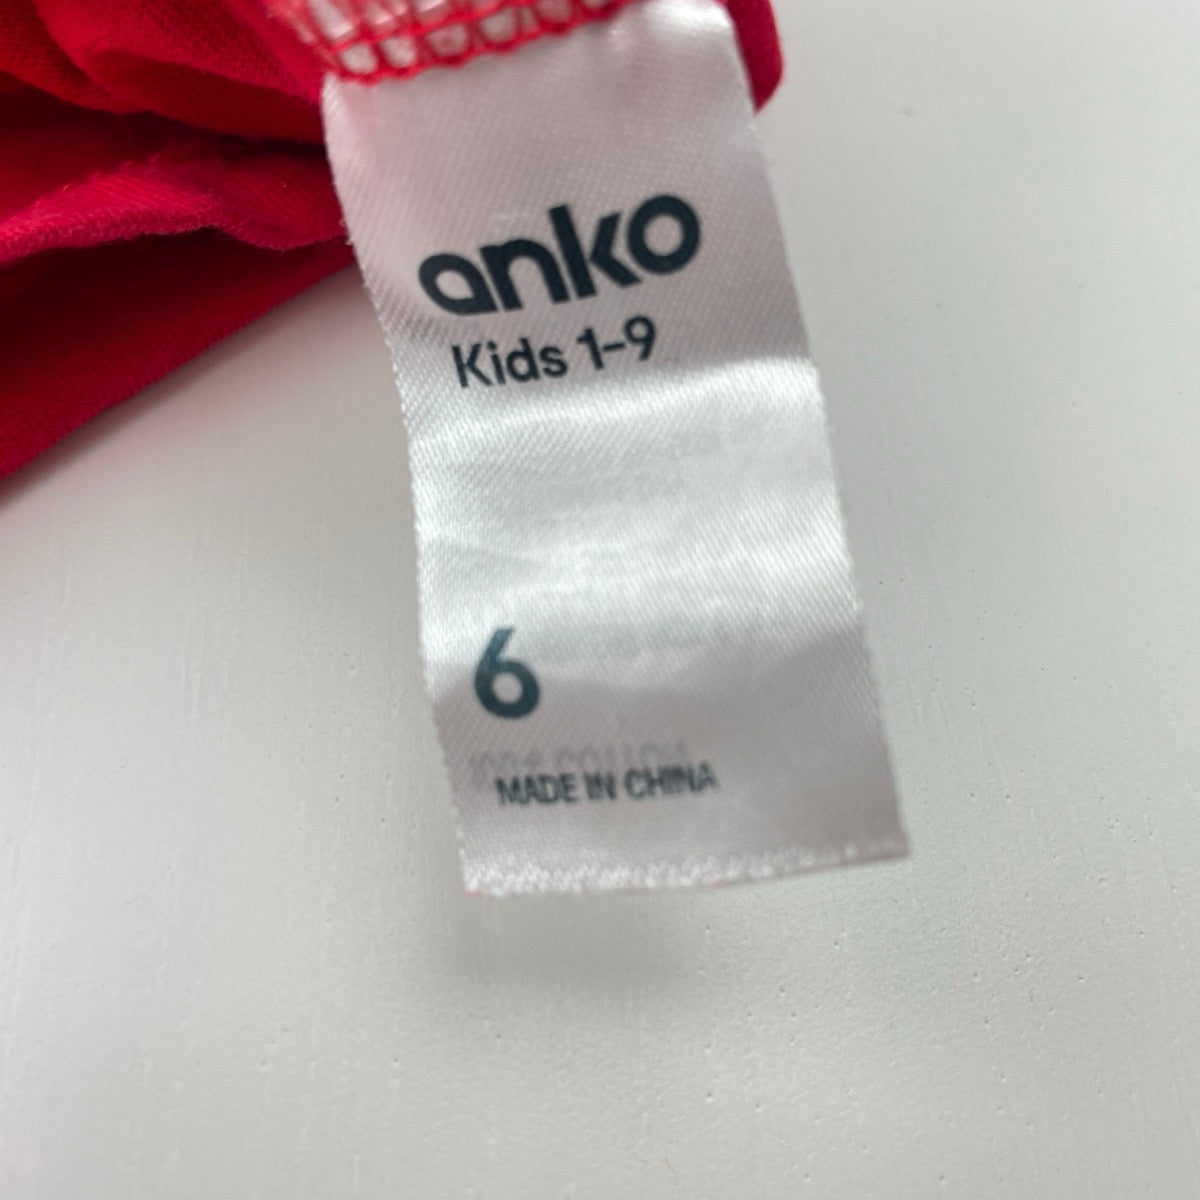 anko
Kids 1-9
6
MADE IN CHINA